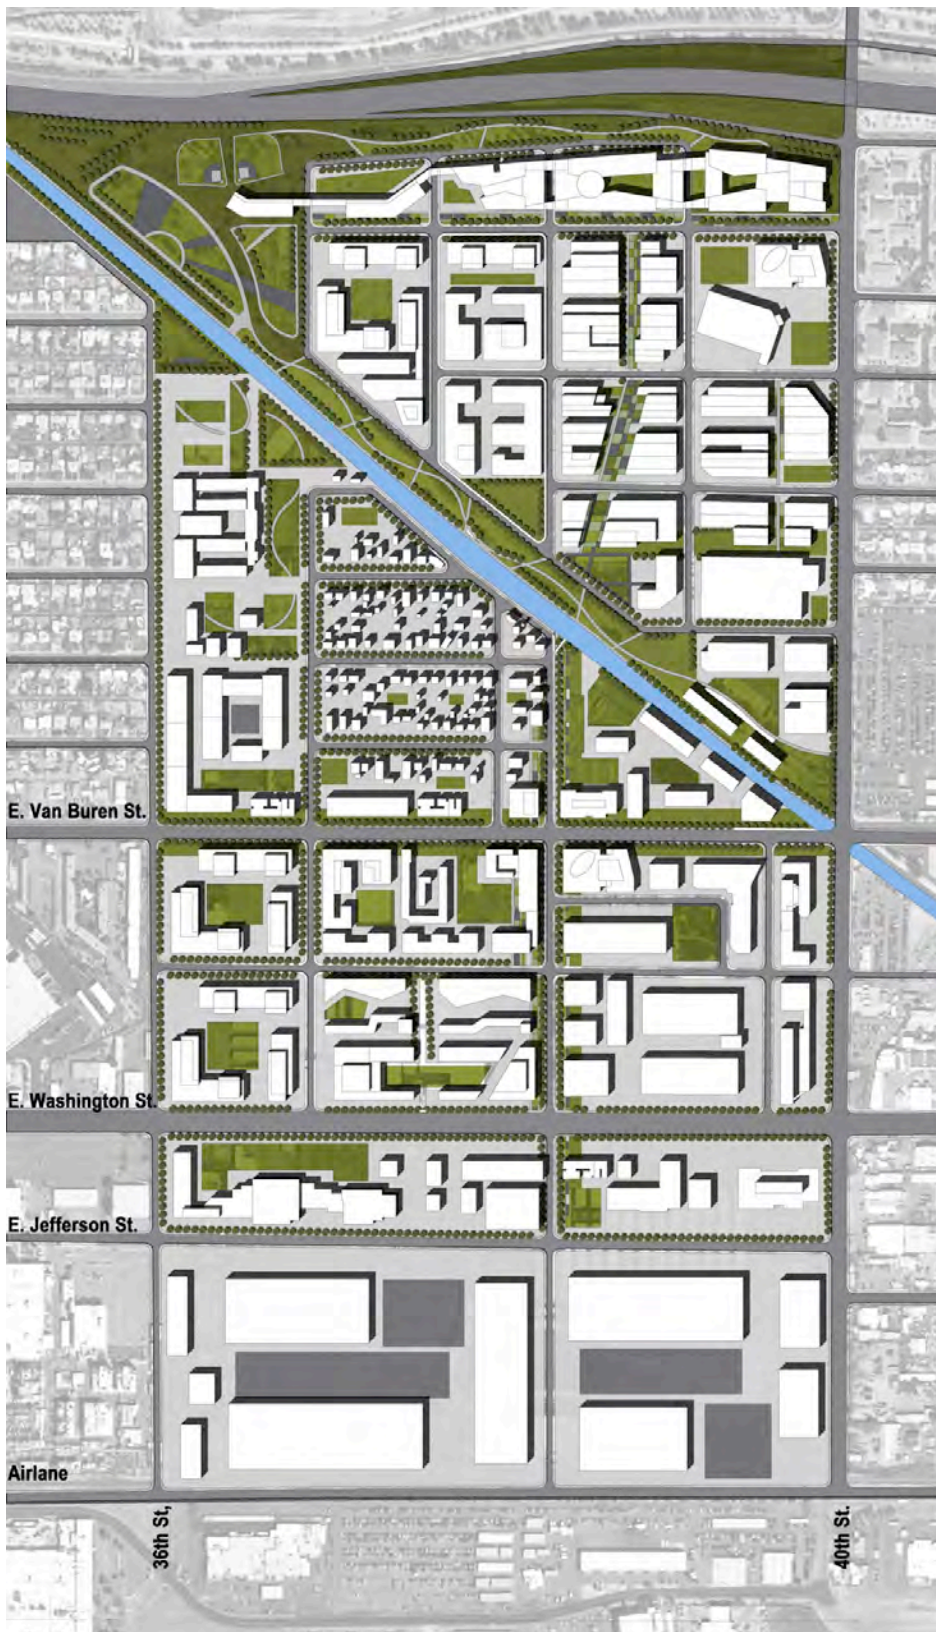 E. Van Buren St.
E. Washington St.
E. Jefferson St.
Airlane
36th St,
40th St.